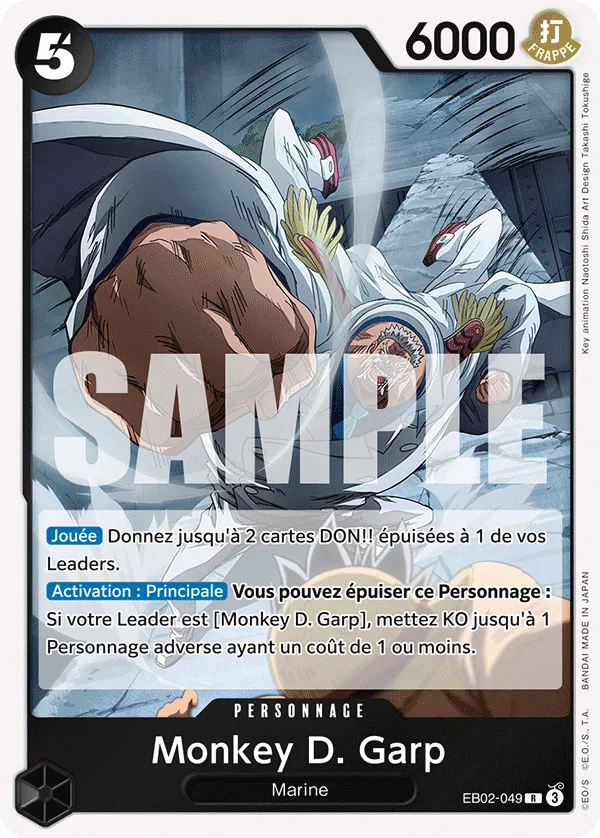 5
6000
打
FRAPPE
Key animation Naotoshi Shida Art Design Takashi Tokushige
SAMPLE
Jouée Donnez jusqu'à 2 cartes DON!! épuisées à 1 de vos
Leaders.
Activation : Principale Vous pouvez épuiser ce Personnage :
Si votre Leader est [Monkey D. Garp], mettez KO jusqu'à 1
Personnage adverse ayant un coût de 1 ou moins.
©EO/S ©E.O./S., T.A. BANDAI MADE IN JAPAN
PERSONNAGE
Monkey D. Garp
Marine
EB02-049 R 3